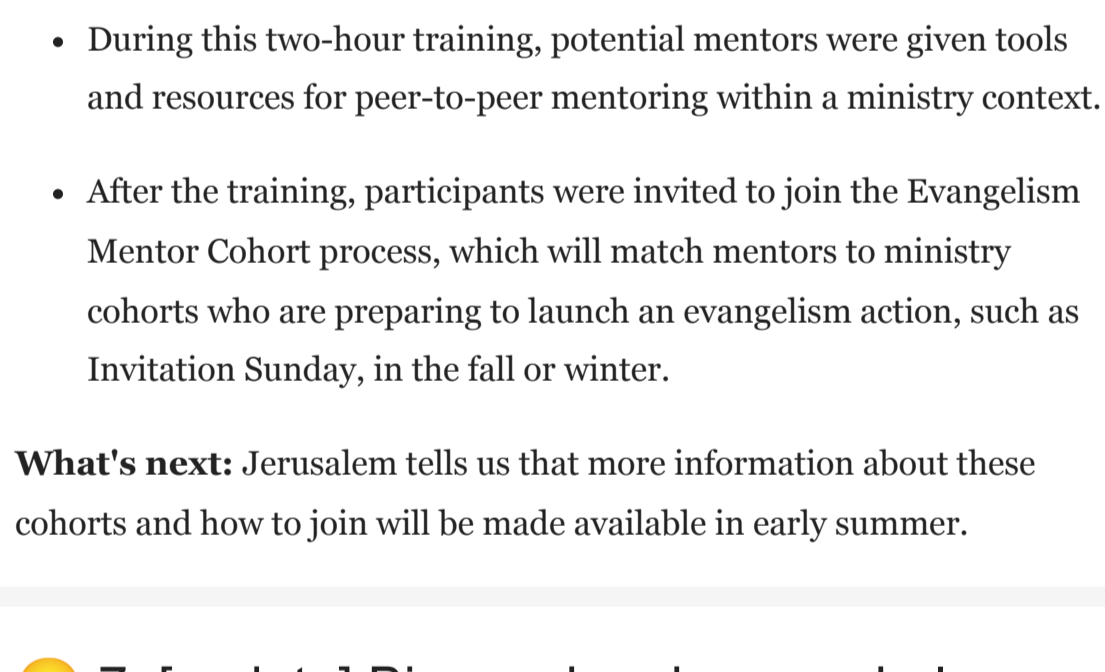 • During this two-hour training, potential mentors were given tools
and resources for peer-to-peer mentoring within a ministry context.
• After the training, participants were invited to join the Evangelism
Mentor Cohort process, which will match mentors to ministry
cohorts who are preparing to launch an evangelism action, such as
Invitation Sunday, in the fall or winter.
What's next: Jerusalem tells us that more information about these
cohorts and how to join will be made available in early summer.